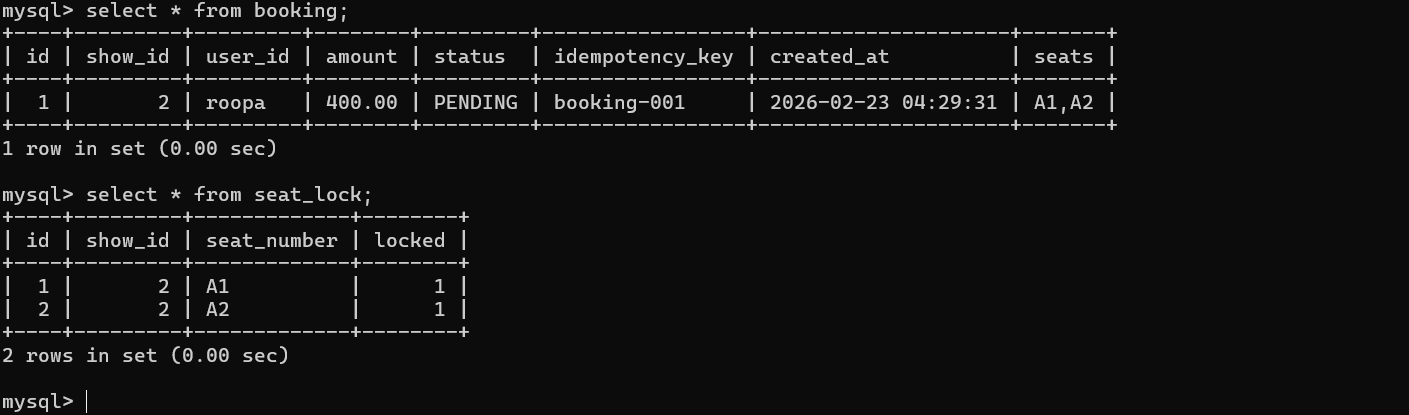 mysql> select * from booking;
+----+---------+---------+--------+---------+-----------------+---------------------+-------+
| id | show_id | user_id | amount | status  | idempotency_key | created_at          | seats |
+----+---------+---------+--------+---------+-----------------+---------------------+-------+
|  1 |       2 | roopa   | 400.00 | PENDING | booking-001     | 2026-02-23 04:29:31 | A1,A2 |
+----+---------+---------+--------+---------+-----------------+---------------------+-------+
1 row in set (0.00 sec)

mysql> select * from seat_lock;
+----+---------+-------------+--------+
| id | show_id | seat_number | locked |
+----+---------+-------------+--------+
|  1 |       2 | A1          |      1 |
|  2 |       2 | A2          |      1 |
+----+---------+-------------+--------+
2 rows in set (0.00 sec)

mysql>